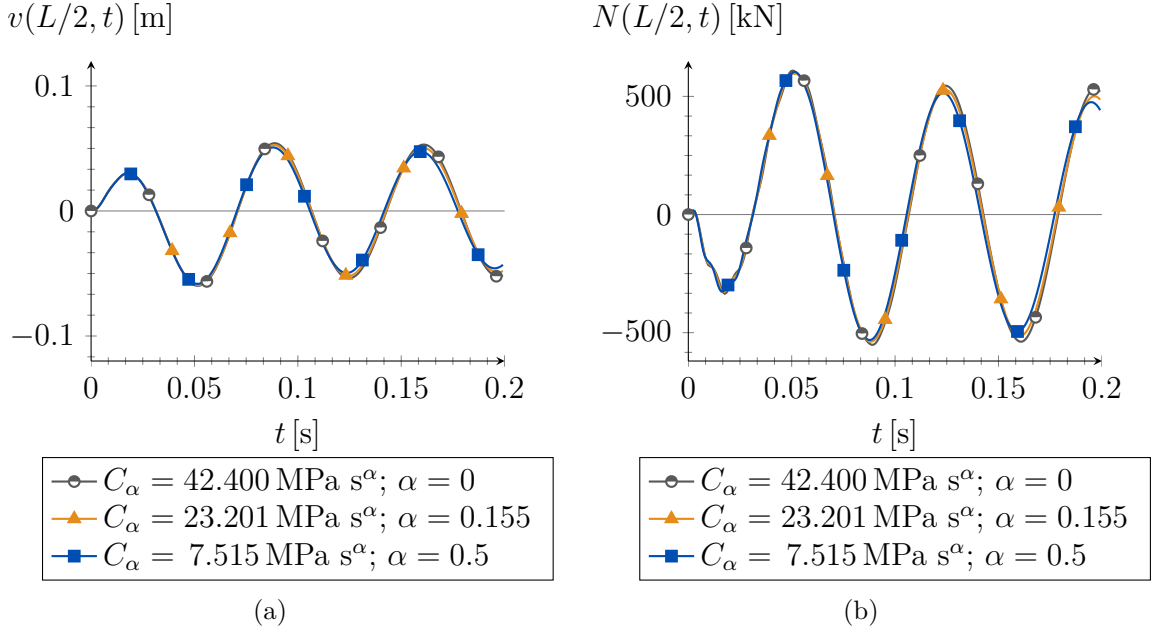 v(L/2, t) [m]
0.1
0
−0.1
0 0.05 0.1 0.15 0.2
t [s]
C_α = 42.400 MPa s^α; α = 0
C_α = 23.201 MPa s^α; α = 0.155
C_α = 7.515 MPa s^α; α = 0.5
(a)
N(L/2, t) [kN]
500
0
−500
0 0.05 0.1 0.15 0.2
t [s]
C_α = 42.400 MPa s^α; α = 0
C_α = 23.201 MPa s^α; α = 0.155
C_α = 7.515 MPa s^α; α = 0.5
(b)